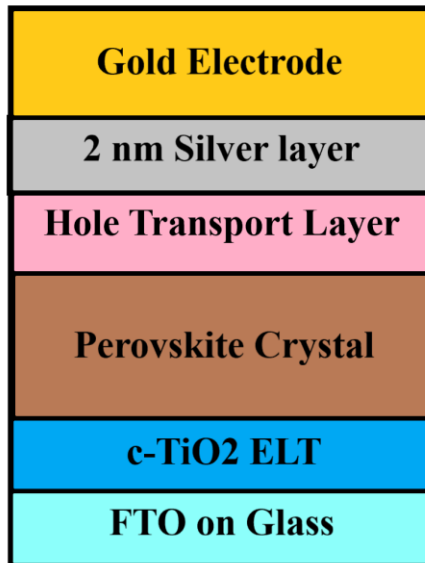 Gold Electrode
2 nm Silver layer
Hole Transport Layer
Perovskite Crystal
c-TiO2 ELT
FTO on Glass